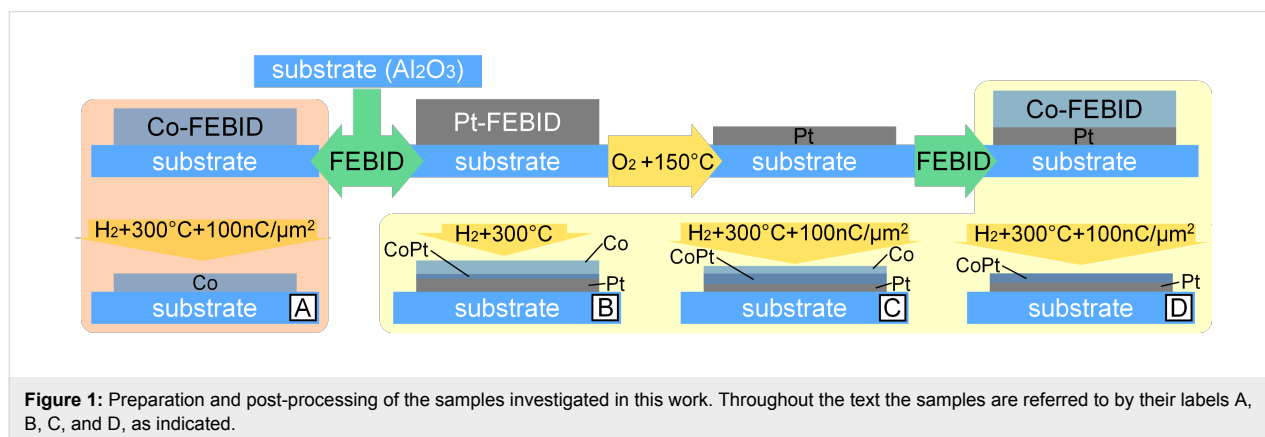 substrate (Al2O3)
Co-FEBID
substrate
FEBID
Pt-FEBID
substrate
O2 +150°C
Pt
substrate
FEBID
Co-FEBID
Pt
substrate
H2+300°C+100nC/µm²
Co
substrate
A
H2+300°C
CoPt
Co
Pt
substrate
B
H2+300°C+100nC/µm²
CoPt
Co
Pt
substrate
C
H2+300°C+100nC/µm²
CoPt
Pt
substrate
D
Figure 1: Preparation and post-processing of the samples investigated in this work. Throughout the text the samples are referred to by their labels A,
B, C, and D, as indicated.